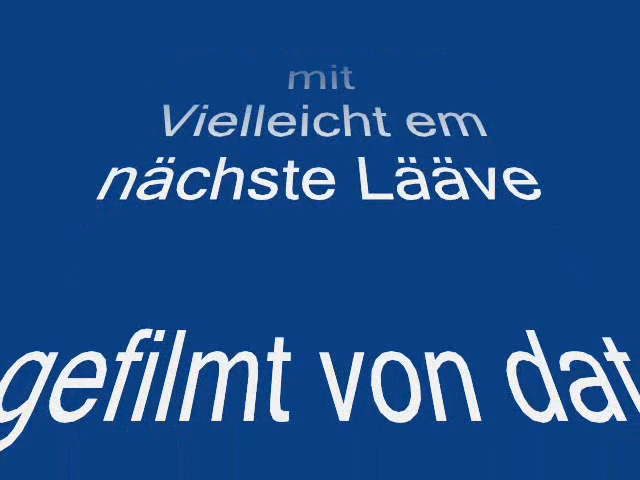 mit
Vielleicht em
nächste Lääve
gefilmt von dat